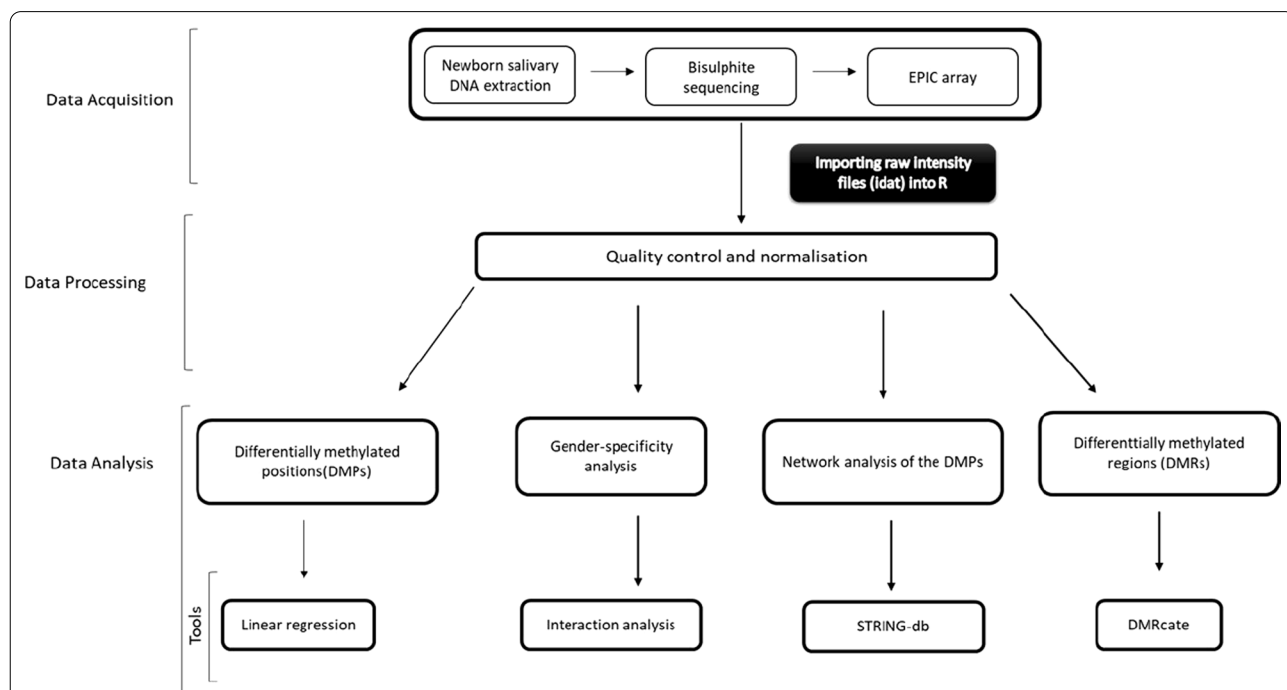 Data Acquisition
Newborn salivary
DNA extraction
Bisulphite
sequencing
EPIC array
Importing raw intensity
files (idat) into R
Data Processing
Quality control and normalisation
Data Analysis
Differentially methylated
positions(DMPs)
Gender-specificity
analysis
Network analysis of the DMPs
Differenttially methylated
regions (DMRs)
Tools
Linear regression
Interaction analysis
STRING-db
DMRcate